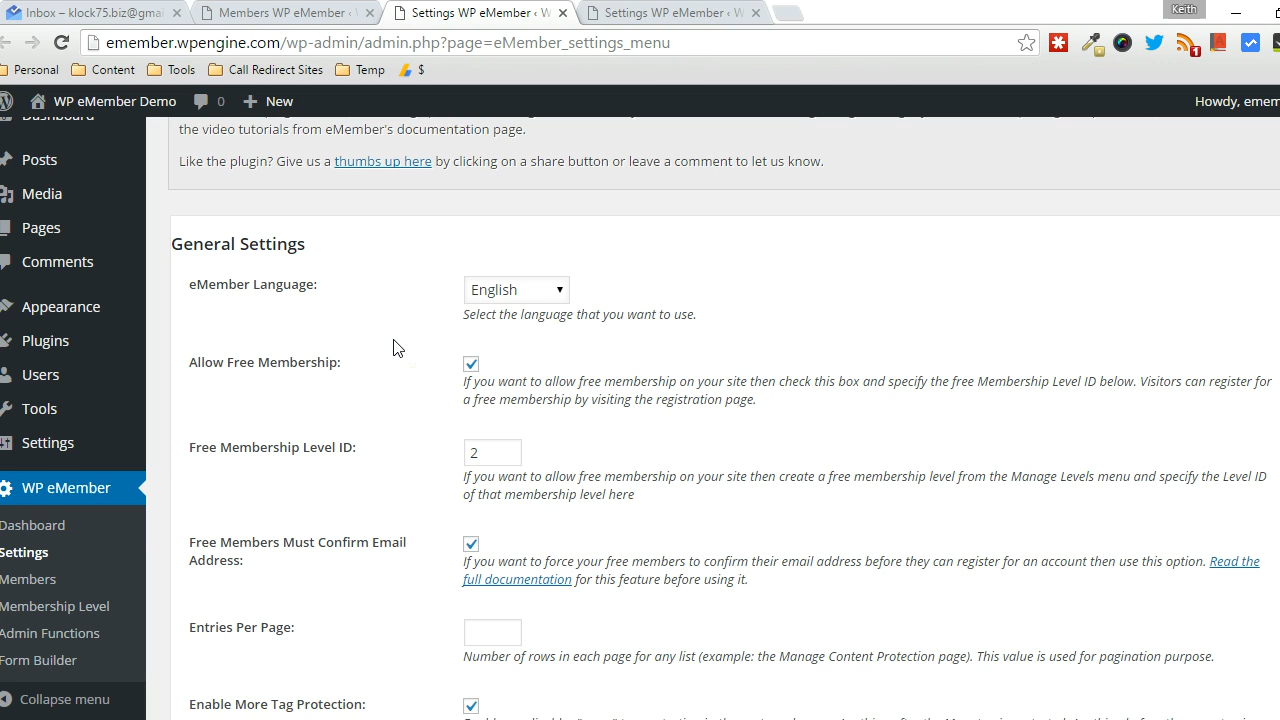 Inbox – klock75.biz@gmai
Members WP eMember ‹ W
Settings WP eMember ‹ W
Settings WP eMember ‹ W
Keith
emember.wpengine.com/wp-admin/admin.php?page=eMember_settings_menu
1
Personal Content Tools Call Redirect Sites Temp $
WP eMember Demo 0 New Howdy, emem
Dashboard
Posts
Media
Pages
Comments
Appearance
Plugins
Users
Tools
Settings
WP eMember
Dashboard
Settings
Members
Membership Level
Admin Functions
Form Builder
Collapse menu
the video tutorials from eMember's documentation page.
Like the plugin? Give us a thumbs up here by clicking on a share button or leave a comment to let us know.
General Settings
eMember Language:
English
Select the language that you want to use.
Allow Free Membership:
If you want to allow free membership on your site then check this box and specify the free Membership Level ID below. Visitors can register for
a free membership by visiting the registration page.
Free Membership Level ID:
2
If you want to allow free membership on your site then create a free membership level from the Manage Levels menu and specify the Level ID
of that membership level here
Free Members Must Confirm Email
Address:
If you want to force your free members to confirm their email address before they can register for an account then use this option. Read the
full documentation for this feature before using it.
Entries Per Page:
Number of rows in each page for any list (example: the Manage Content Protection page). This value is used for pagination purpose.
Enable More Tag Protection: